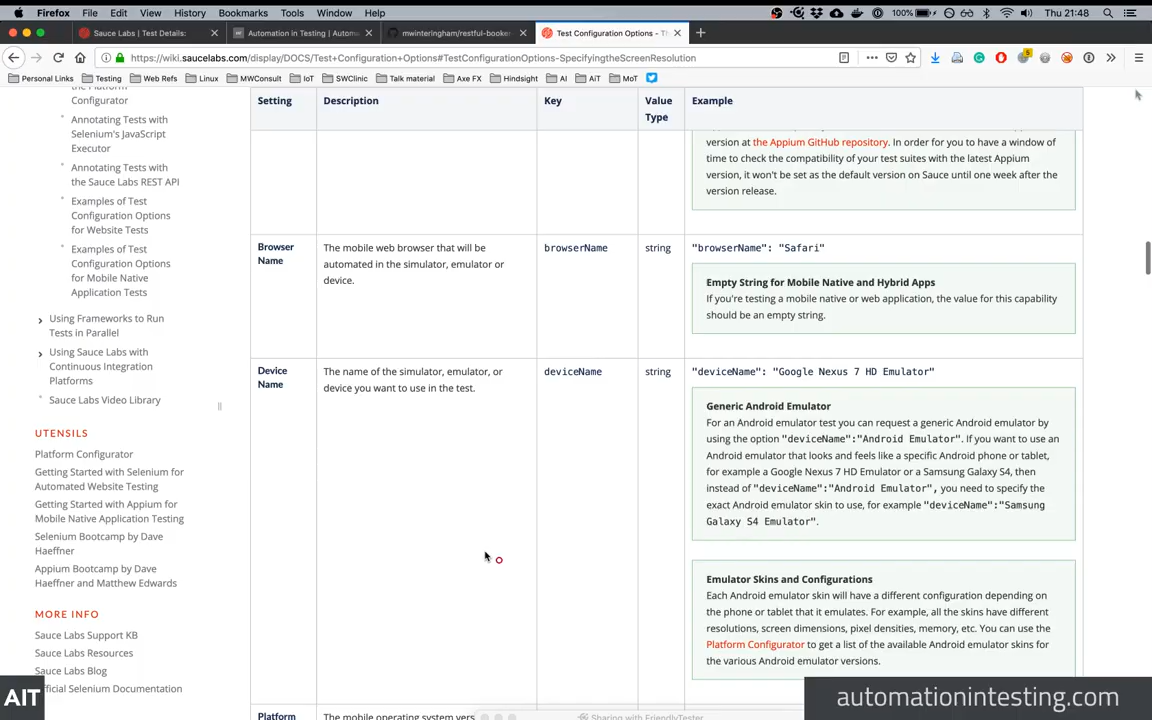 Firefox File Edit View History Bookmarks Tools Window Help 100% Thu 21:48
Sauce Labs | Test Details: Automation in Testing | Automa mwinteringham/restful-booke Test Configuration Options - Th
https://wiki.saucelabs.com/display/DOCS/Test+Configuration+Options#TestConfigurationOptions-SpecifyingtheScreenResolution
Personal Links Testing Web Refs Linux MWConsult IoT SWClinic Talk material Axe FX Hindsight AI AiT MoT
the Platform
Configurator
Annotating Tests with
Selenium's JavaScript
Executor
Annotating Tests with
the Sauce Labs REST API
Examples of Test
Configuration Options
for Website Tests
Examples of Test
Configuration Options
for Mobile Native
Application Tests
Using Frameworks to Run
Tests in Parallel
Using Sauce Labs with
Continuous Integration
Platforms
Sauce Labs Video Library
UTENSILS
Platform Configurator
Getting Started with Selenium for
Automated Website Testing
Getting Started with Appium for
Mobile Native Application Testing
Selenium Bootcamp by Dave
Haeffner
Appium Bootcamp by Dave
Haeffner and Matthew Edwards
MORE INFO
Sauce Labs Support KB
Sauce Labs Resources
Sauce Labs Blog
fficial Selenium Documentation
Setting Description Key Value Type Example
version at the Appium GitHub repository. In order for you to have a window of
time to check the compatibility of your test suites with the latest Appium
version, it won't be set as the default version on Sauce until one week after the
version release.
Browser
Name
The mobile web browser that will be
automated in the simulator, emulator or
device.
browserName
string
"browserName": "Safari"
Empty String for Mobile Native and Hybrid Apps
If you're testing a mobile native or web application, the value for this capability
should be an empty string.
Device
Name
The name of the simulator, emulator, or
device you want to use in the test.
deviceName
string
"deviceName": "Google Nexus 7 HD Emulator"
Generic Android Emulator
For an Android emulator test you can request a generic Android emulator by
using the option "deviceName":"Android Emulator". If you want to use an
Android emulator that looks and feels like a specific Android phone or tablet,
for example a Google Nexus 7 HD Emulator or a Samsung Galaxy S4, then
instead of "deviceName":"Android Emulator", you need to specify the
exact Android emulator skin to use, for example "deviceName":"Samsung
Galaxy S4 Emulator".
Emulator Skins and Configurations
Each Android emulator skin will have a different configuration depending on
the phone or tablet that it emulates. For example, all the skins have different
resolutions, screen dimensions, pixel densities, memory, etc. You can use the
Platform Configurator to get a list of the available Android emulator skins for
the various Android emulator versions.
Platform
The mobile operating system vers
Sharing with FriendlyTester
AIT
automationintesting.com